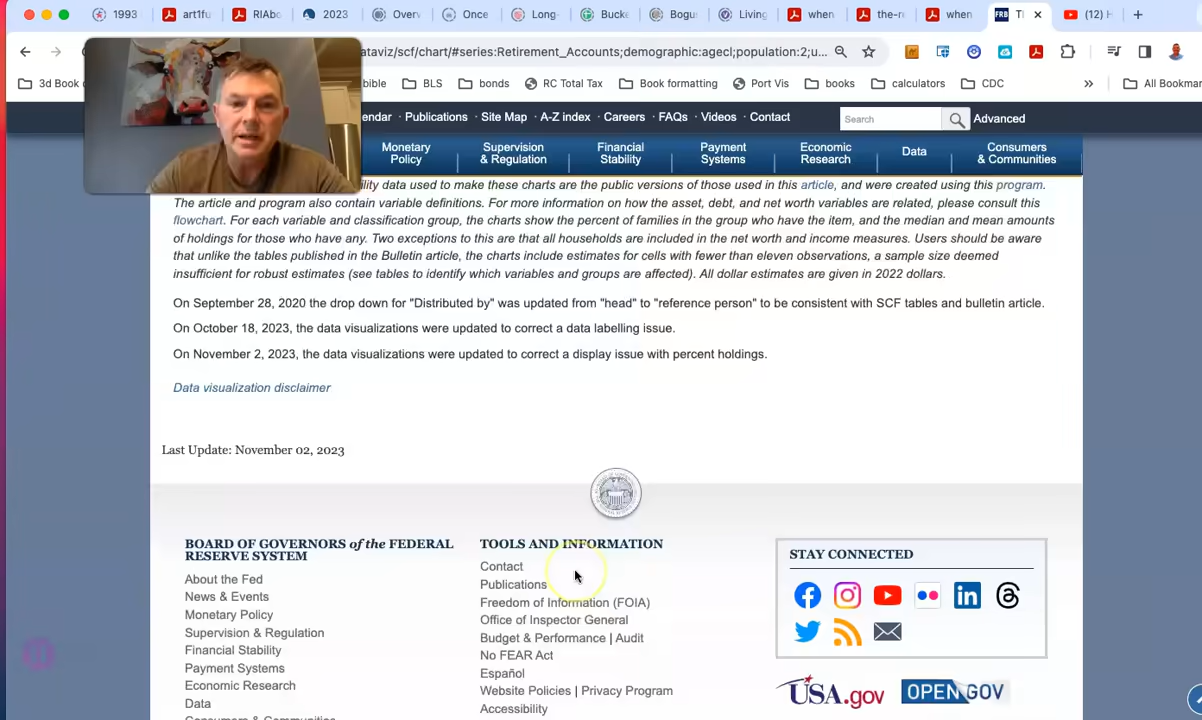 1993
art1fu
RIAbo
2023
Overv
Once
Long-
Bucke
Bogu
Living
when
the-re
when
FRB
(12) H
ataviz/scf/chart/#series:Retirement_Accounts;demographic:agecl;population:2;u...
3d Book
bible
BLS
bonds
RC Total Tax
Book formatting
Port Vis
books
calculators
CDC
»
All Bookmar
endar · Publications · Site Map · A-Z index · Careers · FAQs · Videos · Contact
Search
Advanced
Monetary Policy
Supervision & Regulation
Financial Stability
Payment Systems
Economic Research
Data
Consumers & Communities
ility data used to make these charts are the public versions of those used in this article, and were created using this program.
The article and program also contain variable definitions. For more information on how the asset, debt, and net worth variables are related, please consult this
flowchart. For each variable and classification group, the charts show the percent of families in the group who have the item, and the median and mean amounts
of holdings for those who have any. Two exceptions to this are that all households are included in the net worth and income measures. Users should be aware
that unlike the tables published in the Bulletin article, the charts include estimates for cells with fewer than eleven observations, a sample size deemed
insufficient for robust estimates (see tables to identify which variables and groups are affected). All dollar estimates are given in 2022 dollars.
On September 28, 2020 the drop down for "Distributed by" was updated from "head" to "reference person" to be consistent with SCF tables and bulletin article.
On October 18, 2023, the data visualizations were updated to correct a data labelling issue.
On November 2, 2023, the data visualizations were updated to correct a display issue with percent holdings.
Data visualization disclaimer
Last Update: November 02, 2023
BOARD OF GOVERNORS of the FEDERAL
RESERVE SYSTEM
About the Fed
News & Events
Monetary Policy
Supervision & Regulation
Financial Stability
Payment Systems
Economic Research
Data
Consumers & Communities
TOOLS AND INFORMATION
Contact
Publications
Freedom of Information (FOIA)
Office of Inspector General
Budget & Performance | Audit
No FEAR Act
Español
Website Policies | Privacy Program
Accessibility
STAY CONNECTED
USA.gov
OPEN GOV